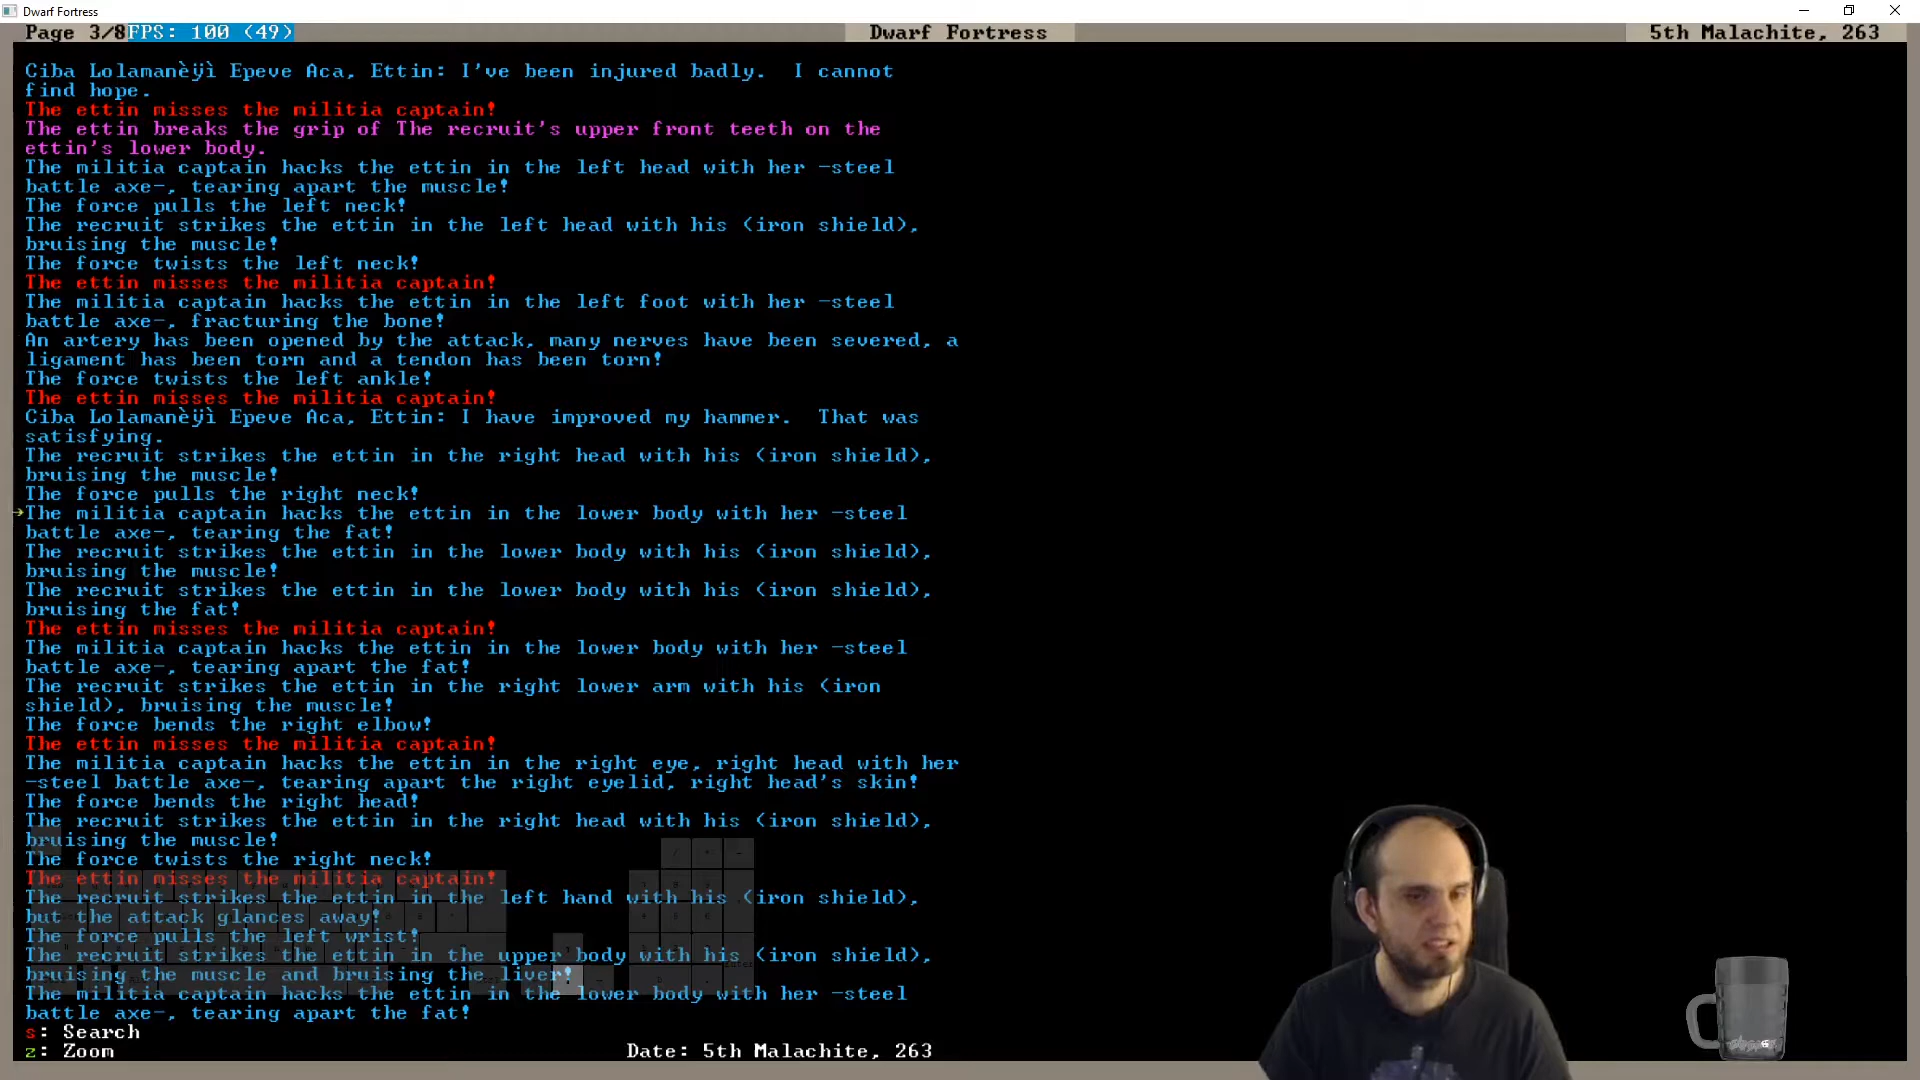 Dwarf Fortress
Page 3/8 FPS: 100 (49)
Dwarf Fortress
5th Malachite, 263
Ciba Lolamanèÿì Epeve Aca, Ettin: I've been injured badly.  I cannot
find hope.
The ettin misses the militia captain!
The ettin breaks the grip of The recruit's upper front teeth on the
ettin's lower body.
The militia captain hacks the ettin in the left head with her -steel
battle axe-, tearing apart the muscle!
The force pulls the left neck!
The recruit strikes the ettin in the left head with his (iron shield),
bruising the muscle!
The force twists the left neck!
The ettin misses the militia captain!
The militia captain hacks the ettin in the left foot with her -steel
battle axe-, fracturing the bone!
An artery has been opened by the attack, many nerves have been severed, a
ligament has been torn and a tendon has been torn!
The force twists the left ankle!
The ettin misses the militia captain!
Ciba Lolamanèÿì Epeve Aca, Ettin: I have improved my hammer.  That was
satisfying.
The recruit strikes the ettin in the right head with his (iron shield),
bruising the muscle!
The force pulls the right neck!
→The militia captain hacks the ettin in the lower body with her -steel
battle axe-, tearing the fat!
The recruit strikes the ettin in the lower body with his (iron shield),
bruising the muscle!
The recruit strikes the ettin in the lower body with his (iron shield),
bruising the fat!
The ettin misses the militia captain!
The militia captain hacks the ettin in the lower body with her -steel
battle axe-, tearing apart the fat!
The recruit strikes the ettin in the right lower arm with his (iron
shield), bruising the muscle!
The force bends the right elbow!
The ettin misses the militia captain!
The militia captain hacks the ettin in the right eye, right head with her
-steel battle axe-, tearing apart the right eyelid, right head's skin!
The force bends the right head!
The recruit strikes the ettin in the right head with his (iron shield),
bruising the muscle!
The force twists the right neck!
The ettin misses the militia captain!
The recruit strikes the ettin in the left hand with his (iron shield),
but the attack glances away!
The force pulls the left wrist!
The recruit strikes the ettin in the upper body with his (iron shield),
bruising the muscle and bruising the liver!
The militia captain hacks the ettin in the lower body with her -steel
battle axe-, tearing apart the fat!
s: Search
z: Zoom
Date: 5th Malachite, 263